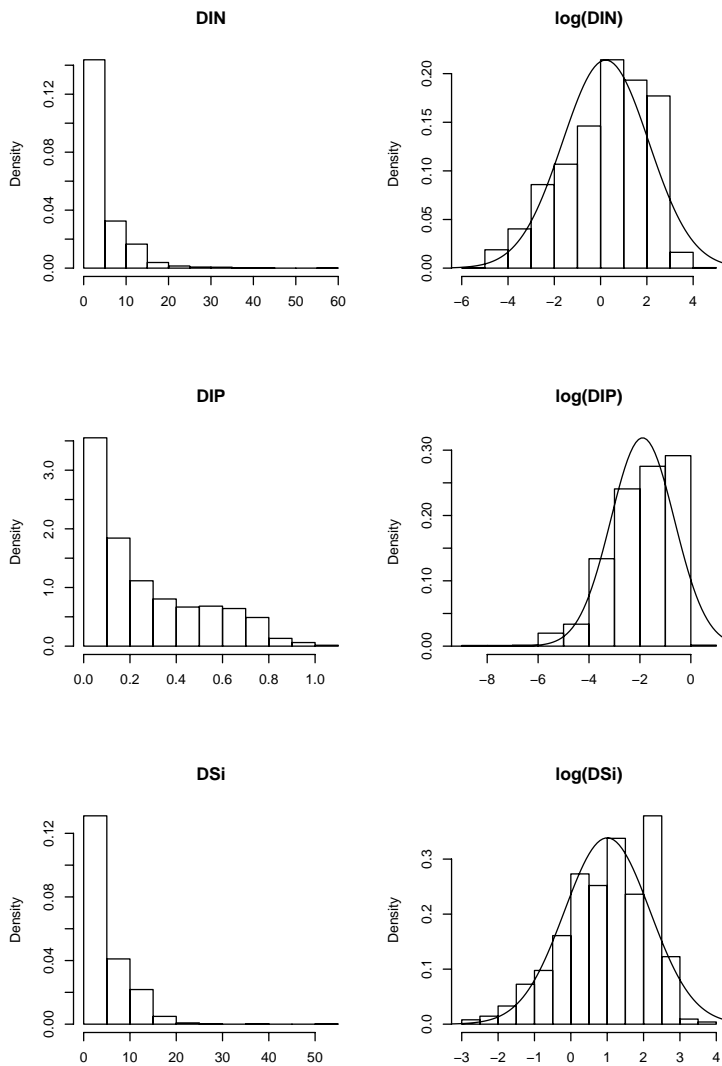 DIN
Density
0.00 0.04 0.08 0.12
0 10 20 30 40 50 60
log(DIN)
Density
0.00 0.05 0.10 0.15 0.20
−6 −4 −2 0 2 4
DIP
Density
0.0 1.0 2.0 3.0
0.0 0.2 0.4 0.6 0.8 1.0
log(DIP)
Density
0.00 0.10 0.20 0.30
−8 −6 −4 −2 0
DSi
Density
0.00 0.04 0.08 0.12
0 10 20 30 40 50
log(DSi)
Density
0.0 0.1 0.2 0.3
−3 −2 −1 0 1 2 3 4